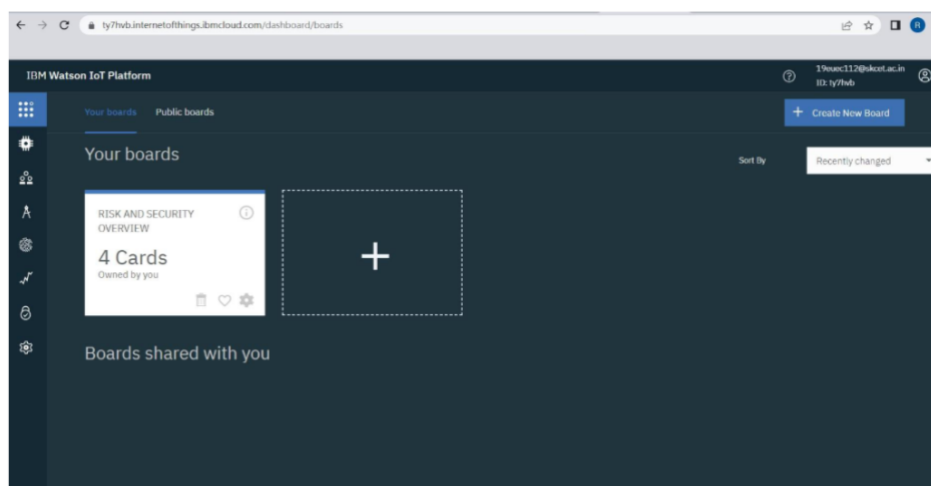 ty7hvb.internetofthings.ibmcloud.com/dashboard/boards
R
IBM Watson IoT Platform
19euec112@skcet.ac.in
ID: ty7hvb
Your boards Public boards
+ Create New Board
Your boards
Sort By
Recently changed
RISK AND SECURITY
OVERVIEW
4 Cards
Owned by you
Boards shared with you